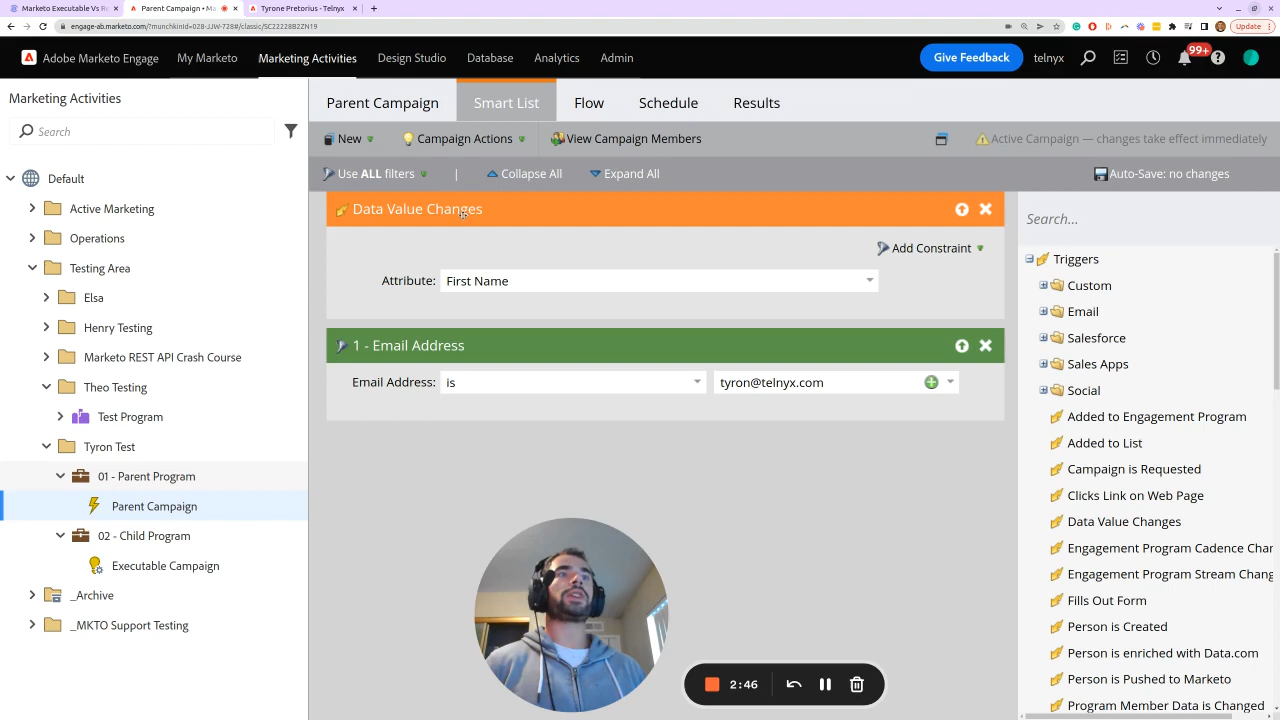 Marketo Executable Vs Re
Parent Campaign • Ma
Tyrone Pretorius - Telnyx
engage-ab.marketo.com/?munchkinId=028-JJW-728#/classic/SC22228B2ZN19
Update
Adobe Marketo Engage
My Marketo
Marketing Activities
Design Studio
Database
Analytics
Admin
Give Feedback
telnyx
99+
Marketing Activities
Search
Default
Active Marketing
Operations
Testing Area
Elsa
Henry Testing
Marketo REST API Crash Course
Theo Testing
Test Program
Tyron Test
01 - Parent Program
Parent Campaign
02 - Child Program
Executable Campaign
_Archive
_MKTO Support Testing
Parent Campaign
Smart List
Flow
Schedule
Results
New
Campaign Actions
View Campaign Members
Active Campaign — changes take effect immediately
Use ALL filters
|
Collapse All
Expand All
Auto-Save: no changes
Data Value Changes
Add Constraint
Attribute: First Name
1 - Email Address
Email Address: is tyron@telnyx.com
2:46
Search...
Triggers
Custom
Email
Salesforce
Sales Apps
Social
Added to Engagement Program
Added to List
Campaign is Requested
Clicks Link on Web Page
Data Value Changes
Engagement Program Cadence Chan
Engagement Program Stream Chang
Fills Out Form
Person is Created
Person is enriched with Data.com
Person is Pushed to Marketo
Program Member Data is Changed